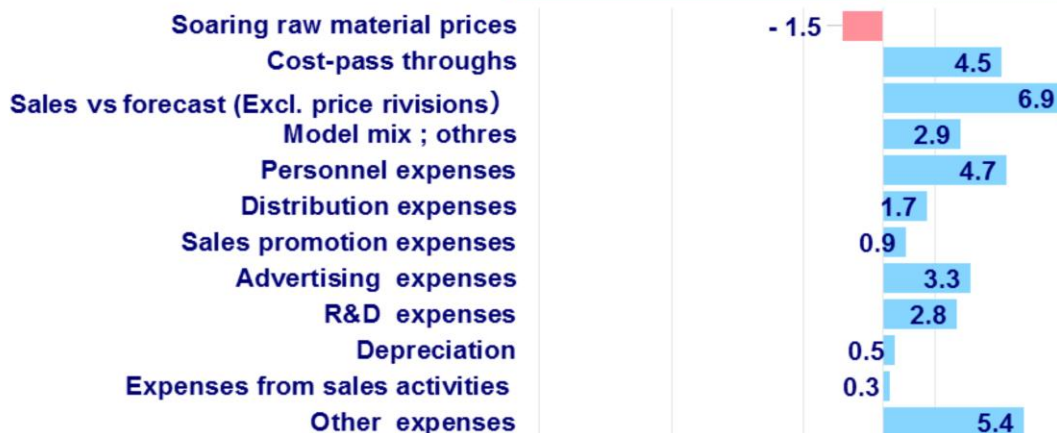 Soaring raw material prices - 1.5
Cost-pass throughs 4.5
Sales vs forecast (Excl. price rivisions） 6.9
Model mix ; othres 2.9
Personnel expenses 4.7
Distribution expenses 1.7
Sales promotion expenses 0.9
Advertising expenses 3.3
R&D expenses 2.8
Depreciation 0.5
Expenses from sales activities 0.3
Other expenses 5.4